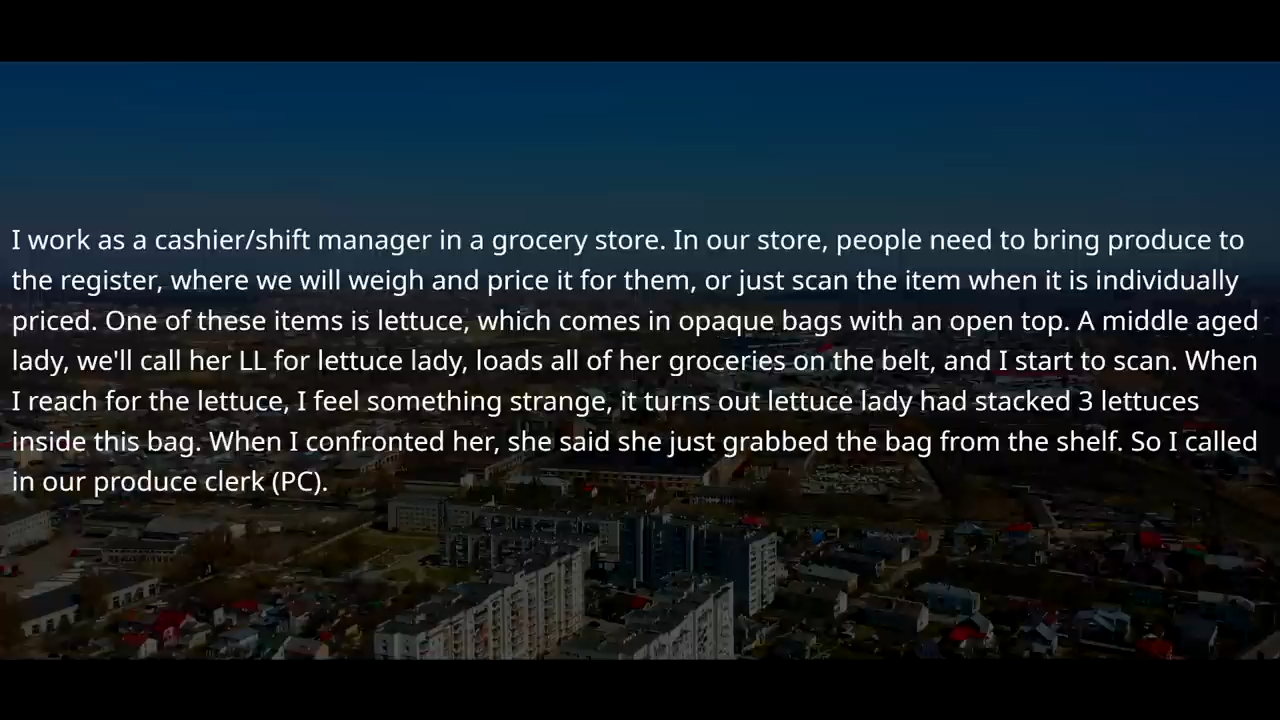 I work as a cashier/shift manager in a grocery store. In our store, people need to bring produce to
the register, where we will weigh and price it for them, or just scan the item when it is individually
priced. One of these items is lettuce, which comes in opaque bags with an open top. A middle aged
lady, we'll call her LL for lettuce lady, loads all of her groceries on the belt, and I start to scan. When
I reach for the lettuce, I feel something strange, it turns out lettuce lady had stacked 3 lettuces
inside this bag. When I confronted her, she said she just grabbed the bag from the shelf. So I called
in our produce clerk (PC).